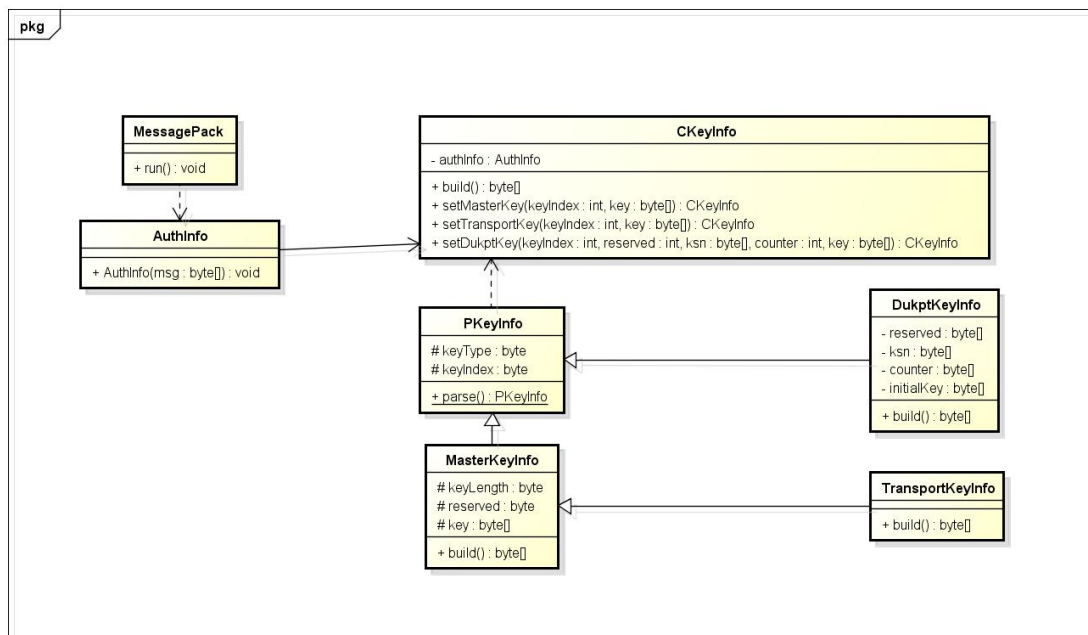 pkg
MessagePack
+ run() : void
AuthInfo
+ AuthInfo(msg : byte[]) : void
CKeyInfo
- authInfo : AuthInfo
+ build() : byte[]
+ setMasterKey(keyIndex : int, key : byte[]) : CKeyInfo
+ setTransportKey(keyIndex : int, key : byte[]) : CKeyInfo
+ setDukptKey(keyIndex : int, reserved : int, ksn : byte[], counter : int, key : byte[]) : CKeyInfo
PKeyInfo
# keyType : byte
# keyIndex : byte
+ parse() : PKeyInfo
DukptKeyInfo
- reserved : byte[]
- ksn : byte[]
- counter : byte[]
- initialKey : byte[]
+ build() : byte[]
MasterKeyInfo
# keyLength : byte
# reserved : byte
# key : byte[]
+ build() : byte[]
TransportKeyInfo
+ build() : byte[]